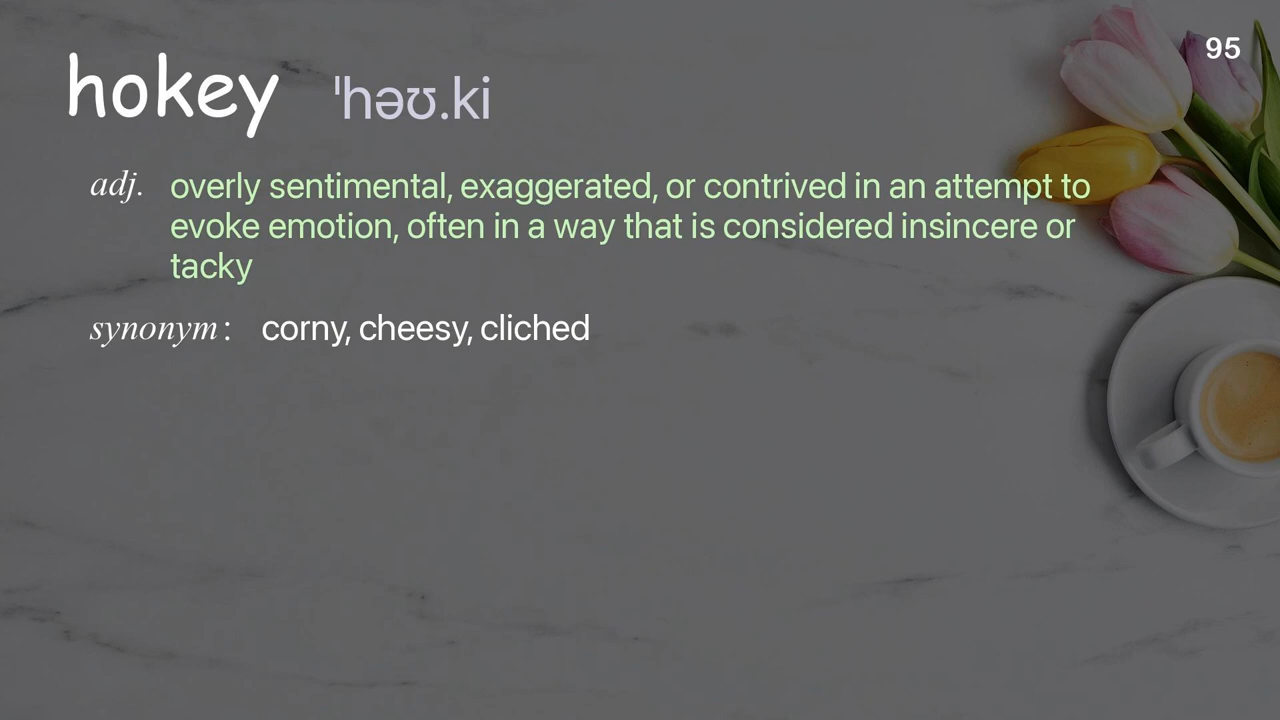 95
hokey ˈhəʊ.ki
adj. overly sentimental, exaggerated, or contrived in an attempt to
evoke emotion, often in a way that is considered insincere or
tacky
synonym: corny, cheesy, cliched